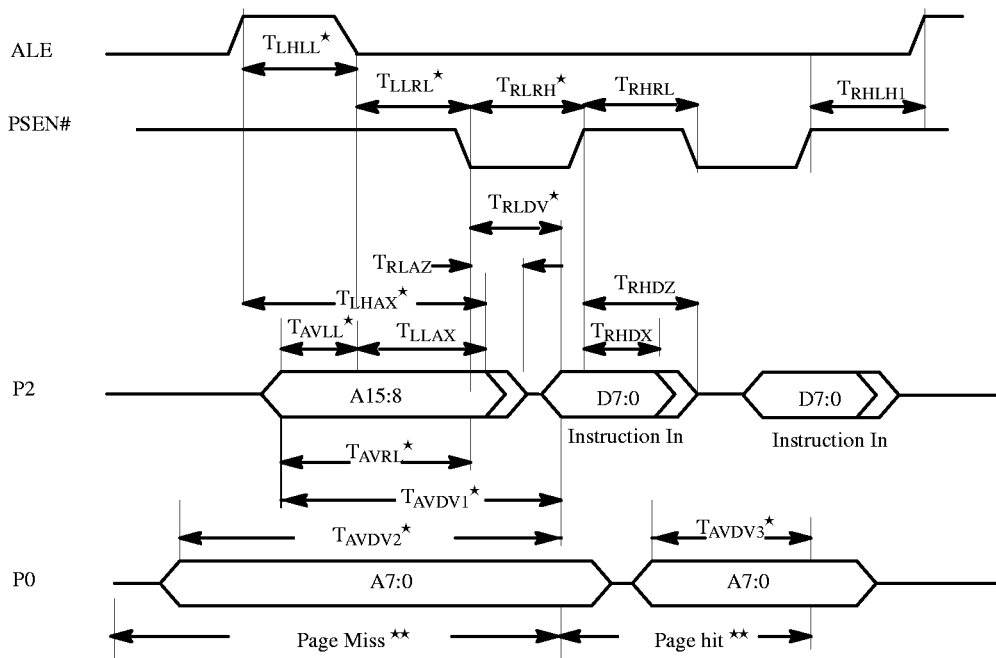 ALE
TLHLL★
TLLRL★ TRLRH★ TRHRL TRHLH1
PSEN#
TRLDV★
TRLAZ
TLHAX★ TRHDZ
TAVLL★ TLLAX TRHDX
P2 A15:8 D7:0 D7:0
Instruction In Instruction In
TAVRL★
TAVDV1★
TAVDV2★ TAVDV3★
P0 A7:0 A7:0
Page Miss ★★ Page hit ★★